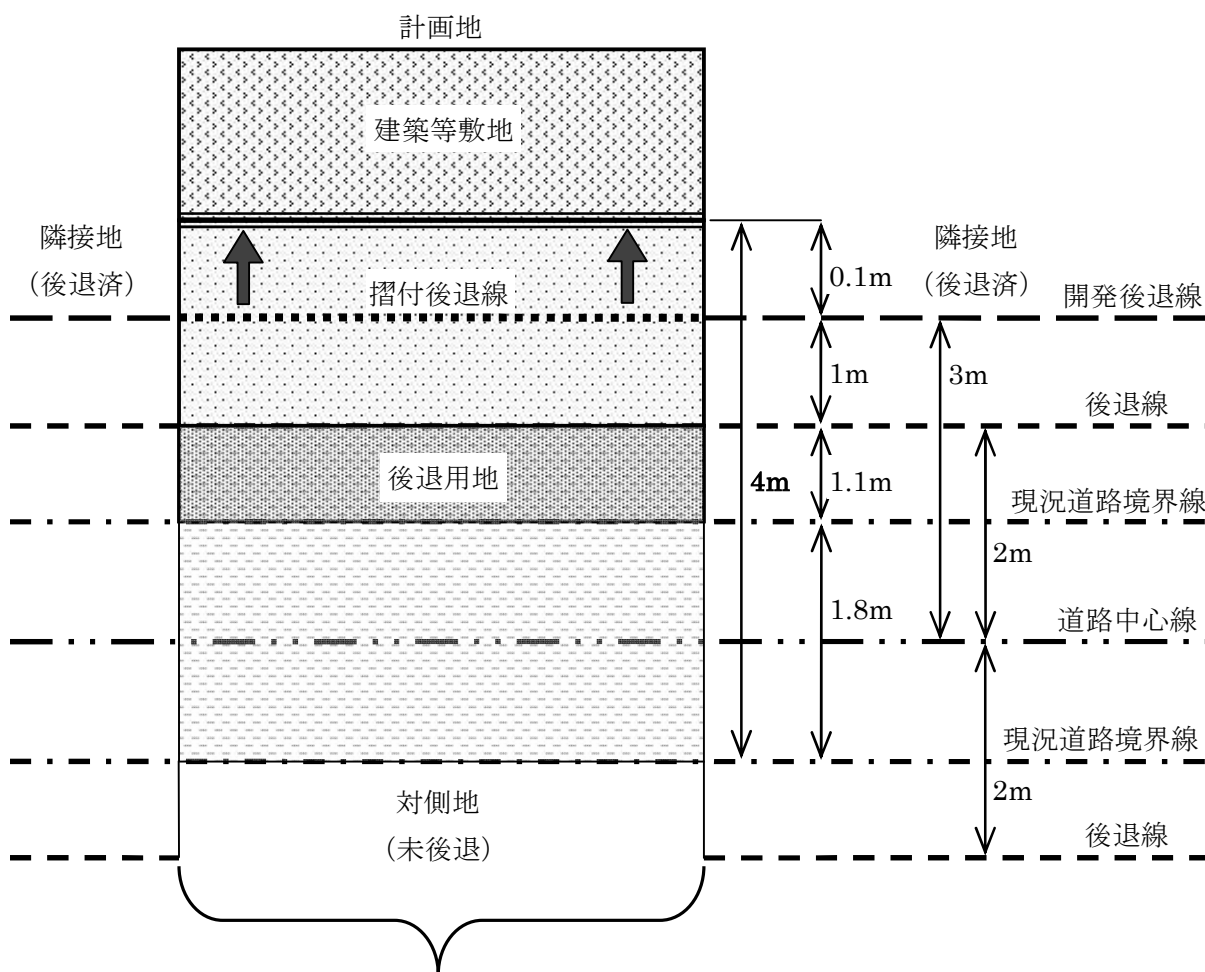 計画地
建築等敷地
隣接地
(後退済)
摺付後退線
0.1m
隣接地
(後退済)
開発後退線
1m
3m
後退線
後退用地
4m
1.1m
現況道路境界線
2m
1.8m
道路中心線
現況道路境界線
対側地
(未後退)
2m
後退線